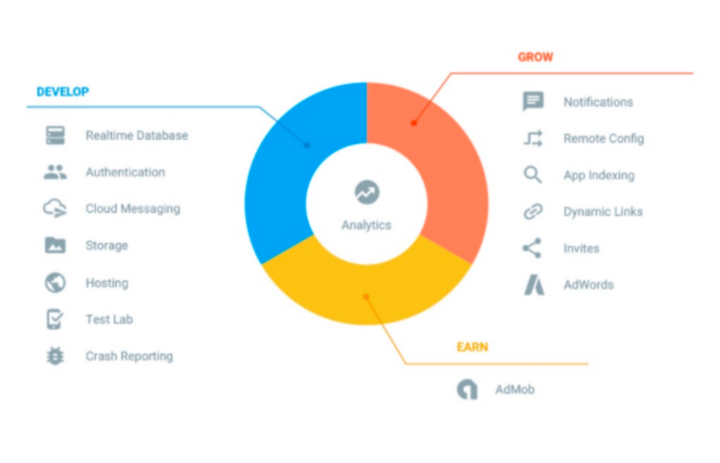 DEVELOP
Realtime Database
Authentication
Cloud Messaging
Storage
Hosting
Test Lab
Crash Reporting
Analytics
GROW
Notifications
Remote Config
App Indexing
Dynamic Links
Invites
AdWords
EARN
AdMob